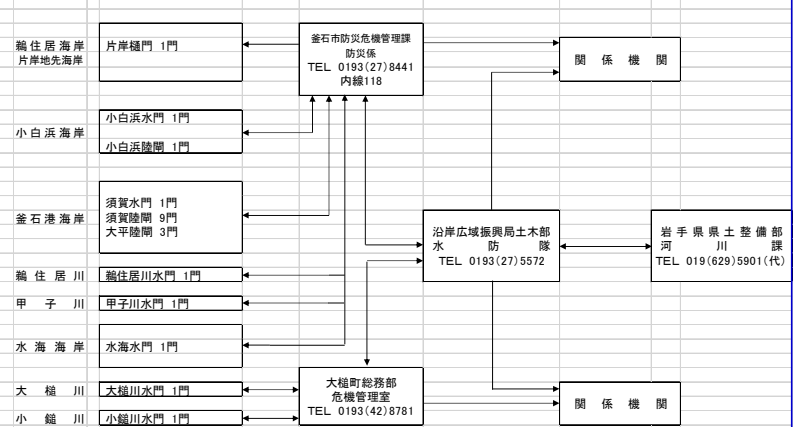 鵜住居海岸
片岸地先海岸
片岸樋門 1門
釜石市防災危機管理課
防災係
TEL 0193(27)8441
内線118
関係機関
小白浜海岸
小白浜水門 1門
小白浜陸閘 1門
釜石港海岸
須賀水門 1門
須賀陸閘 9門
大平陸閘 3門
沿岸広域振興局土木部
水防隊
TEL 0193(27)5572
岩手県県土整備部
河川課
TEL 019(629)5901(代)
鵜住居川
鵜住居川水門 1門
甲子川
甲子川水門 1門
水海海岸
水海水門 1門
大槌川
大槌川水門 1門
大槌町総務部
危機管理室
TEL 0193(42)8781
関係機関
小鎚川
小鎚川水門 1門